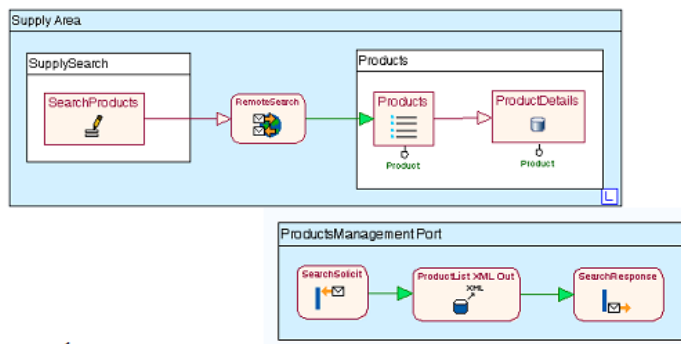 Supply Area
SupplySearch
Products
SearchProducts
RemoteSearch
Products
ProductDetails
Product
Product
L
ProductsManagement Port
SearchSolicit
ProductList XML Out
SearchResponse
XML